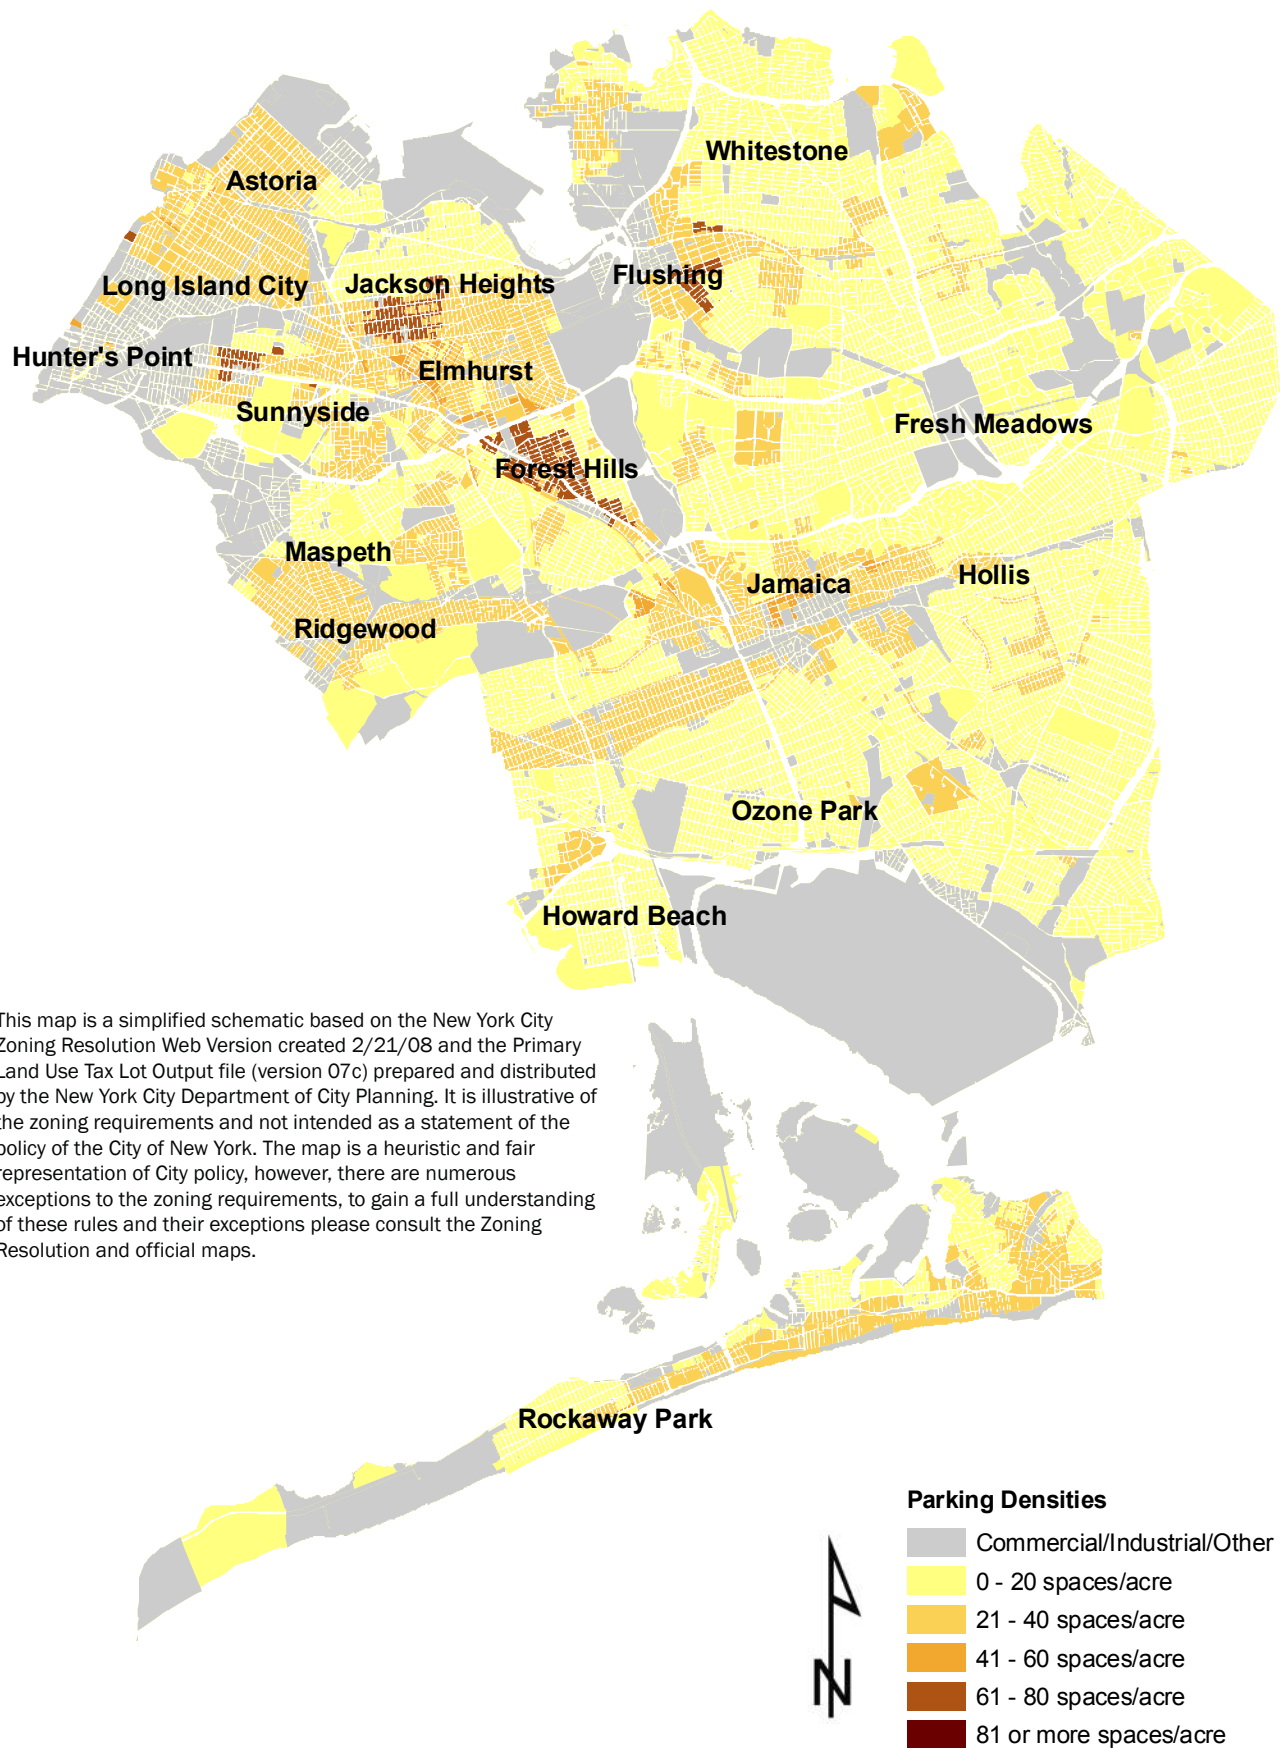 Whitestone
Astoria
Flushing
Long Island City
Jackson Heights
Hunter's Point
Elmhurst
Sunnyside
Fresh Meadows
Forest Hills
Maspeth
Jamaica
Hollis
Ridgewood
Ozone Park
Howard Beach
This map is a simplified schematic based on the New York City
Zoning Resolution Web Version created 2/21/08 and the Primary
Land Use Tax Lot Output file (version 07c) prepared and distributed
by the New York City Department of City Planning. It is illustrative of
the zoning requirements and not intended as a statement of the
policy of the City of New York. The map is a heuristic and fair
representation of City policy, however, there are numerous
exceptions to the zoning requirements, to gain a full understanding
of these rules and their exceptions please consult the Zoning
Resolution and official maps.
Rockaway Park
Parking Densities
Commercial/Industrial/Other
0 - 20 spaces/acre
21 - 40 spaces/acre
41 - 60 spaces/acre
61 - 80 spaces/acre
81 or more spaces/acre
N